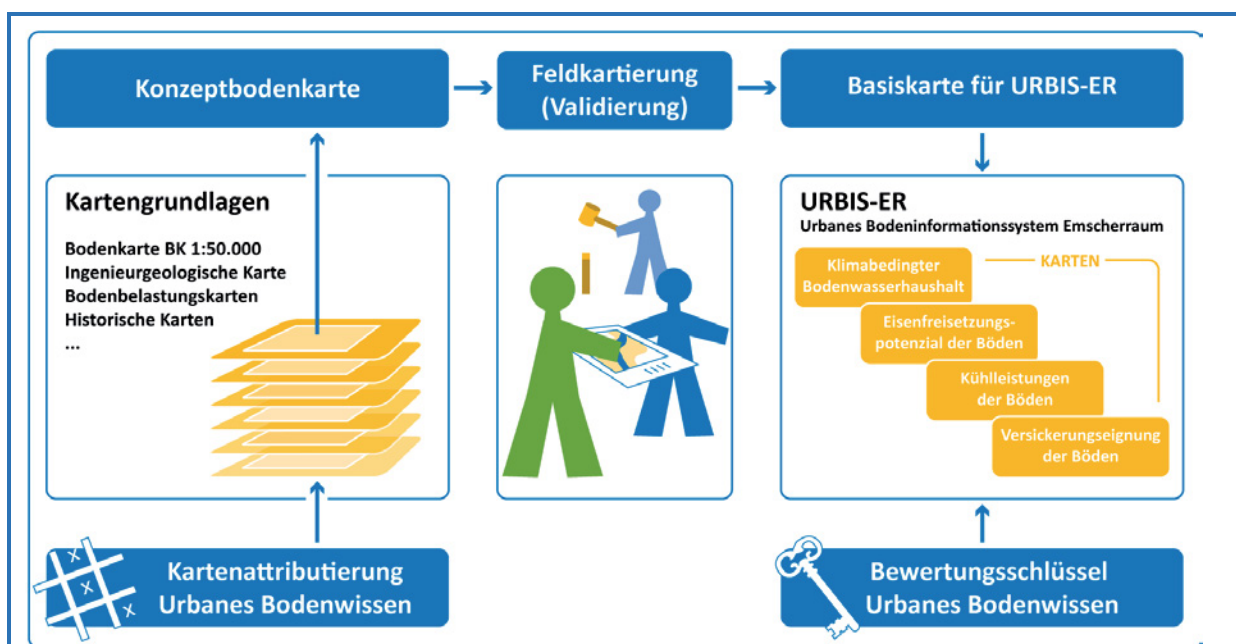 Konzeptbodenkarte
Feldkartierung
(Validierung)
Basiskarte für URBIS-ER
Kartengrundlagen
Bodenkarte BK 1:50.000
Ingenieurgeologische Karte
Bodenbelastungskarten
Historische Karten
...
URBIS-ER
Urbanes Bodeninformationssystem Emscherraum
KARTEN
Klimabedingter
Bodenwasserhaushalt
Eisenfreisetzungs-
potenzial der Böden
Kühlleistungen
der Böden
Versickerungseignung
der Böden
x
x
x
Kartenattributierung
Urbanes Bodenwissen
Bewertungsschlüssel
Urbanes Bodenwissen